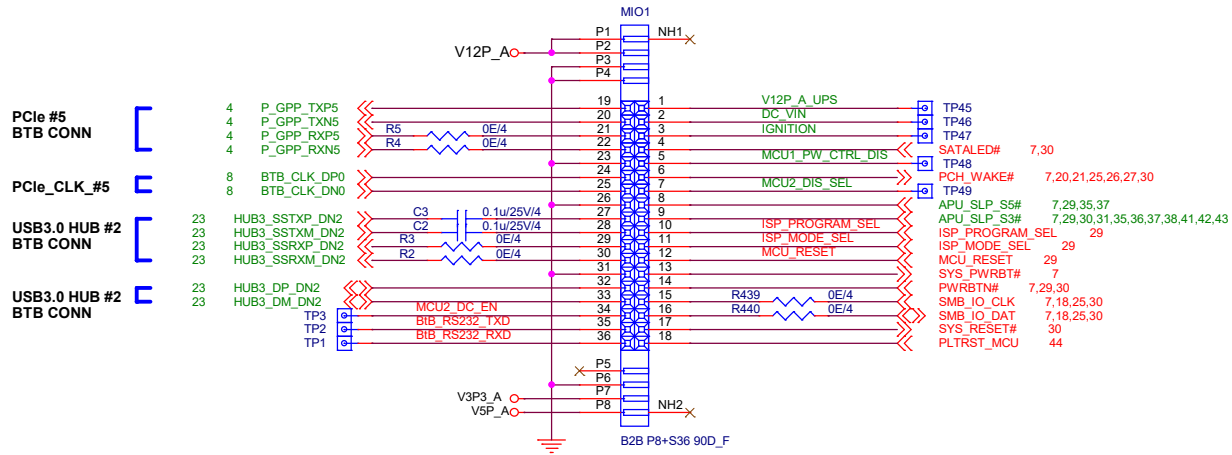 MIO1
P1 NH1
V12P_A P2
P3
P4
19 1 V12P_A_UPS TP45
PCIe #5
BTB CONN
4 P_GPP_TXP5
20 2 DC_VIN TP46
4 P_GPP_TXN5
21 3 IGNITION TP47
4 P_GPP_RXP5 R5 0E/4
22 4 SATALED# 7,30
4 P_GPP_RXN5 R4 0E/4
23 5 MCU1_PW_CTRL_DIS TP48
PCIe_CLK_#5
8 BTB_CLK_DP0 24 6 PCH_WAKE# 7,20,21,25,26,27,30
8 BTB_CLK_DN0 25 7 MCU2_DIS_SEL TP49
26 8 APU_SLP_S5# 7,29,35,37
USB3.0 HUB #2
BTB CONN
23 HUB3_SSTXP_DN2 C3 0.1u/25V/4 27 9 APU_SLP_S3# 7,29,30,31,35,36,37,38,41,42,43
23 HUB3_SSTXM_DN2 C2 0.1u/25V/4 28 10 ISP_PROGRAM_SEL ISP_PROGRAM_SEL 29
23 HUB3_SSRXP_DN2 R3 0E/4 29 11 ISP_MODE_SEL ISP_MODE_SEL 29
23 HUB3_SSRXM_DN2 R2 0E/4 30 12 MCU_RESET MCU_RESET 29
31 13 SYS_PWRBT# 7
USB3.0 HUB #2
BTB CONN
23 HUB3_DP_DN2 32 14 PWRBTN# 7,29,30
23 HUB3_DM_DN2 33 15 R439 0E/4 SMB_IO_CLK 7,18,25,30
TP3 MCU2_DC_EN 34 16 R440 0E/4 SMB_IO_DAT 7,18,25,30
TP2 BtB_RS232_TXD 35 17 SYS_RESET# 30
TP1 BtB_RS232_RXD 36 18 PLTRST_MCU 44
P5
P6
V3P3_A P7
V5P_A P8 NH2
B2B P8+S36 90D_F